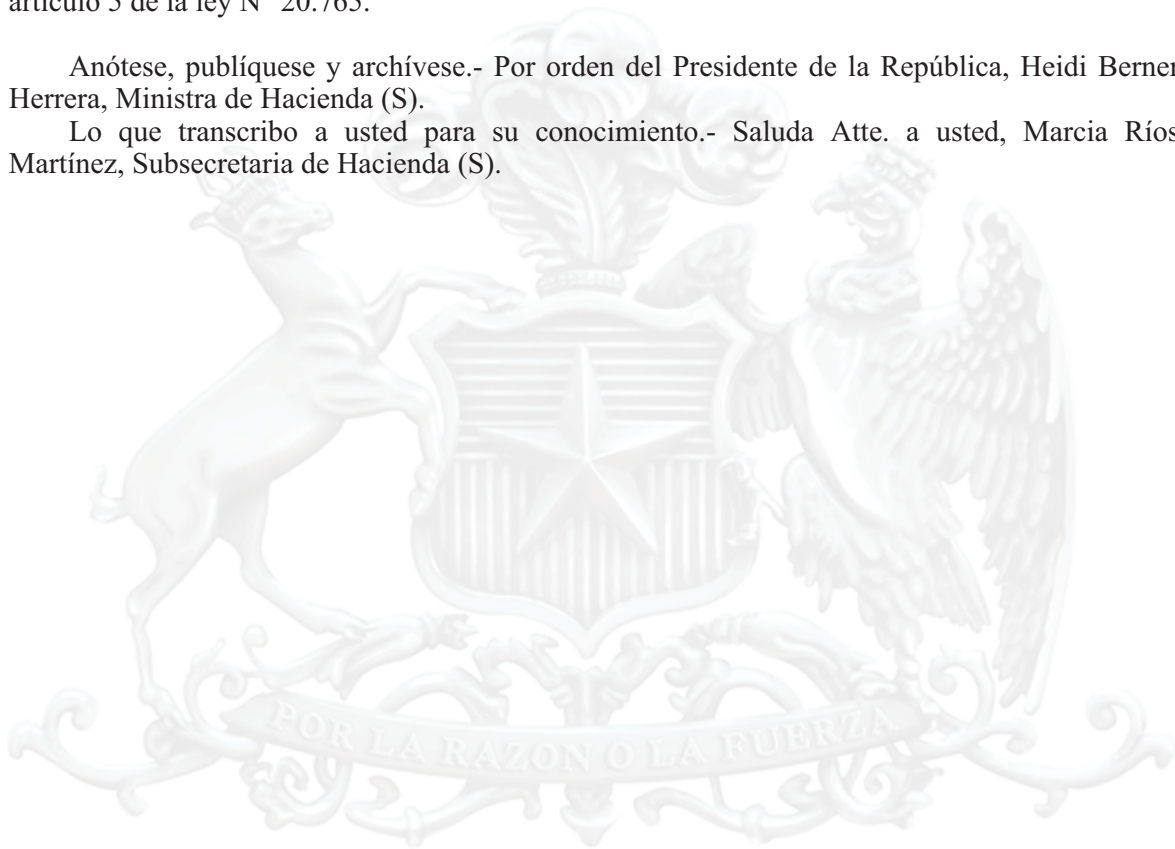 artículo 5 de la ley N° 20.765.
Anótese, publíquese y archívese.- Por orden del Presidente de la República, Heidi Berner
Herrera, Ministra de Hacienda (S).
Lo que transcribo a usted para su conocimiento.- Saluda Atte. a usted, Marcia Ríos
Martínez, Subsecretaria de Hacienda (S).
POR LA RAZON O LA FUERZA